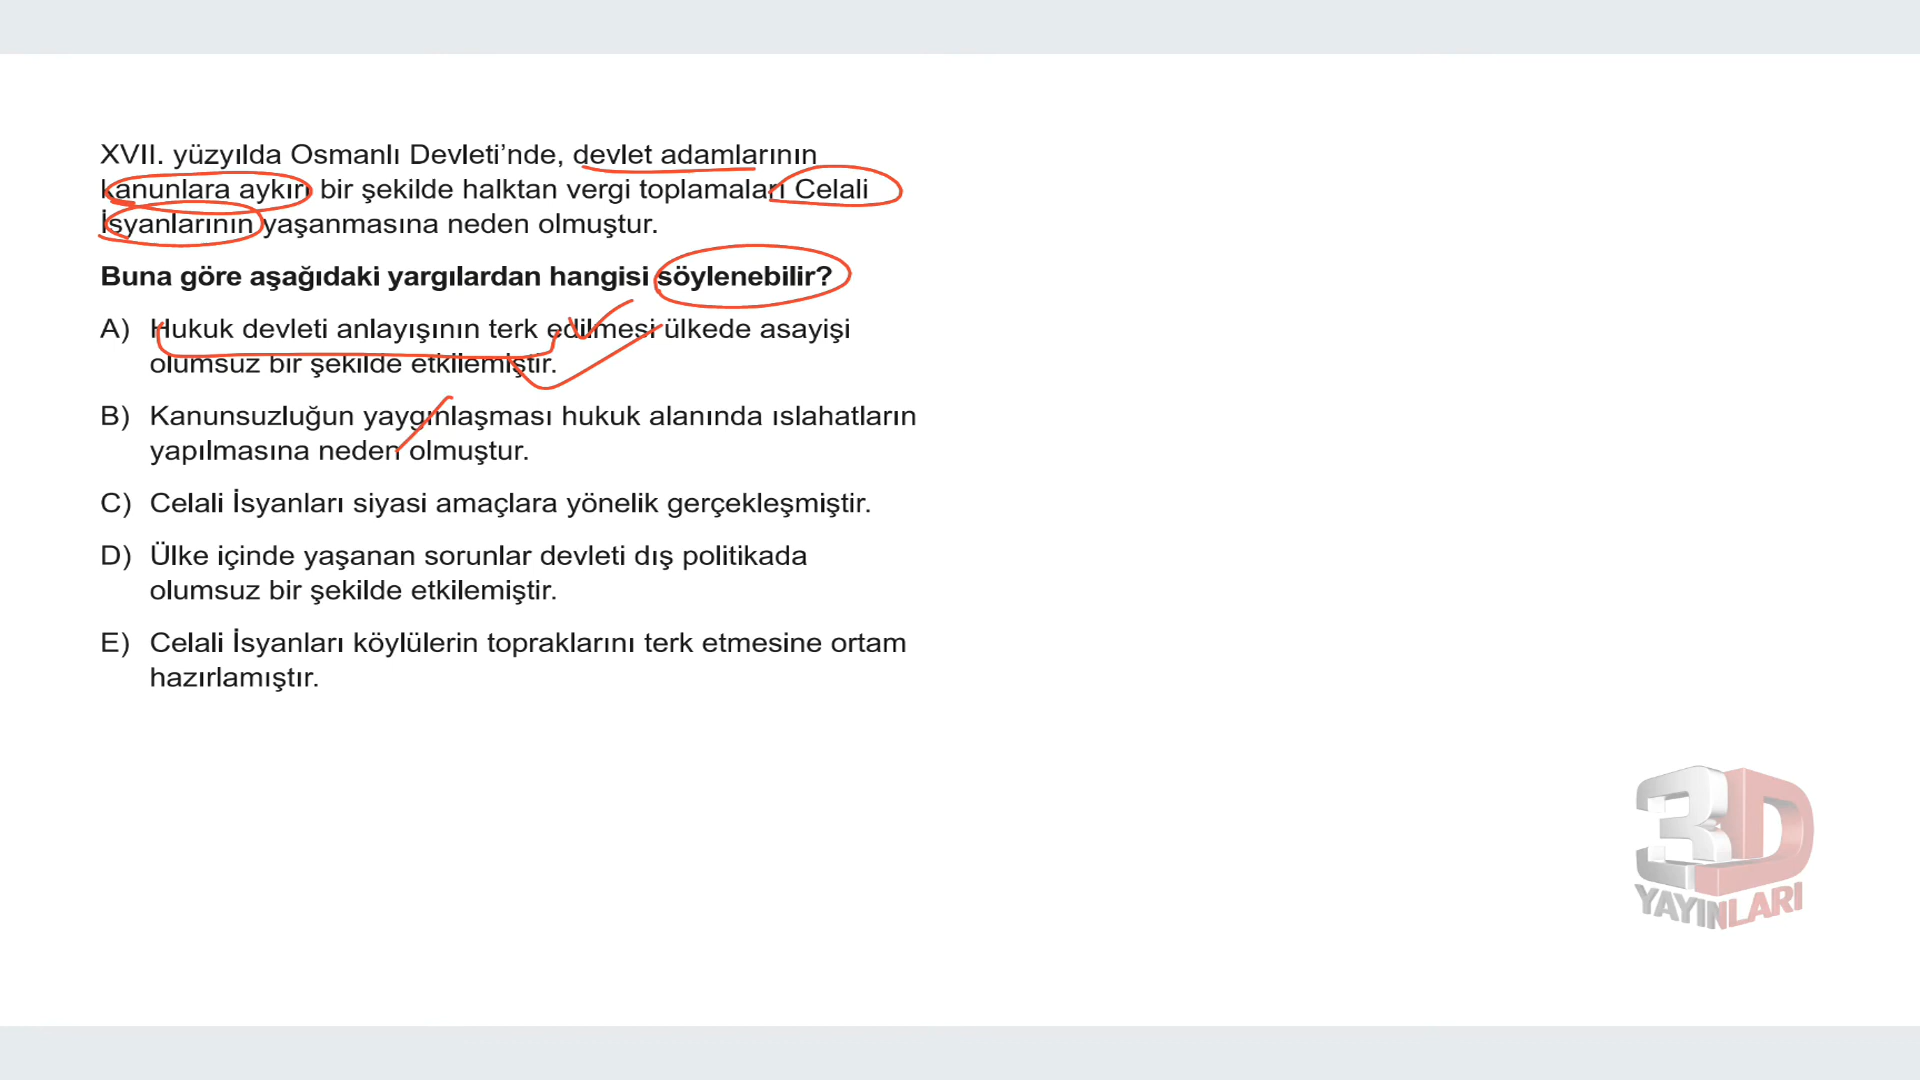 XVII. yüzyılda Osmanlı Devleti’nde, devlet adamlarının
kanunlara aykırı bir şekilde halktan vergi toplamaları Celali
İsyanlarının yaşanmasına neden olmuştur.
Buna göre aşağıdaki yargılardan hangisi söylenebilir?
A) Hukuk devleti anlayışının terk edilmesi ülkede asayişi
olumsuz bir şekilde etkilemiştir.
B) Kanunsuzluğun yaygınlaşması hukuk alanında ıslahatların
yapılmasına neden olmuştur.
C) Celali İsyanları siyasi amaçlara yönelik gerçekleşmiştir.
D) Ülke içinde yaşanan sorunlar devleti dış politikada
olumsuz bir şekilde etkilemiştir.
E) Celali İsyanları köylülerin topraklarını terk etmesine ortam
hazırlamıştır.
3D
YAYINLARI